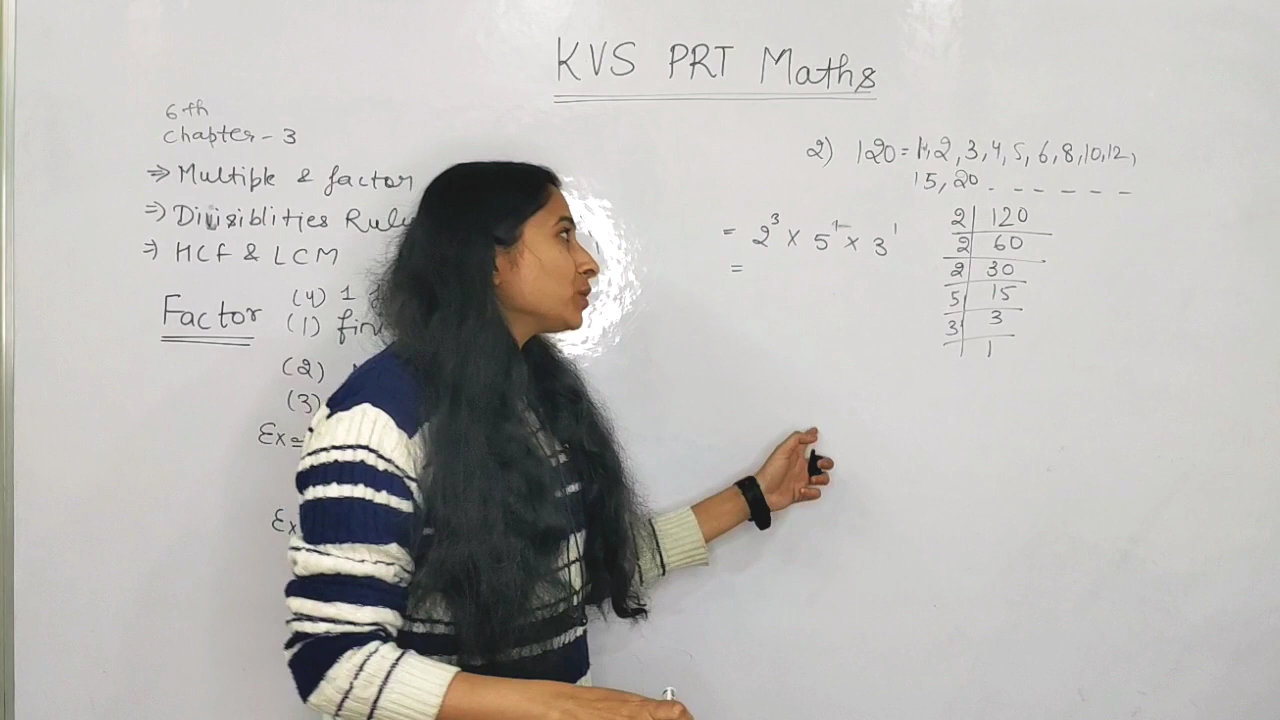 KVS PRT Maths
6th
Chapter - 3
⇒ Multiple & factor
⇒ Divisiblities Rule
⇒ HCF & LCM
Factor
(4) 1
(1) fin
(2)
(3)
Ex =
Ex
2) 120 = 1, 2, 3, 4, 5, 6, 8, 10, 12,
15, 20 - - - - - -
= 2³ × 5¹ × 3¹
=
2 | 120
2 | 60
2 | 30
5 | 15
3 | 3
| 1